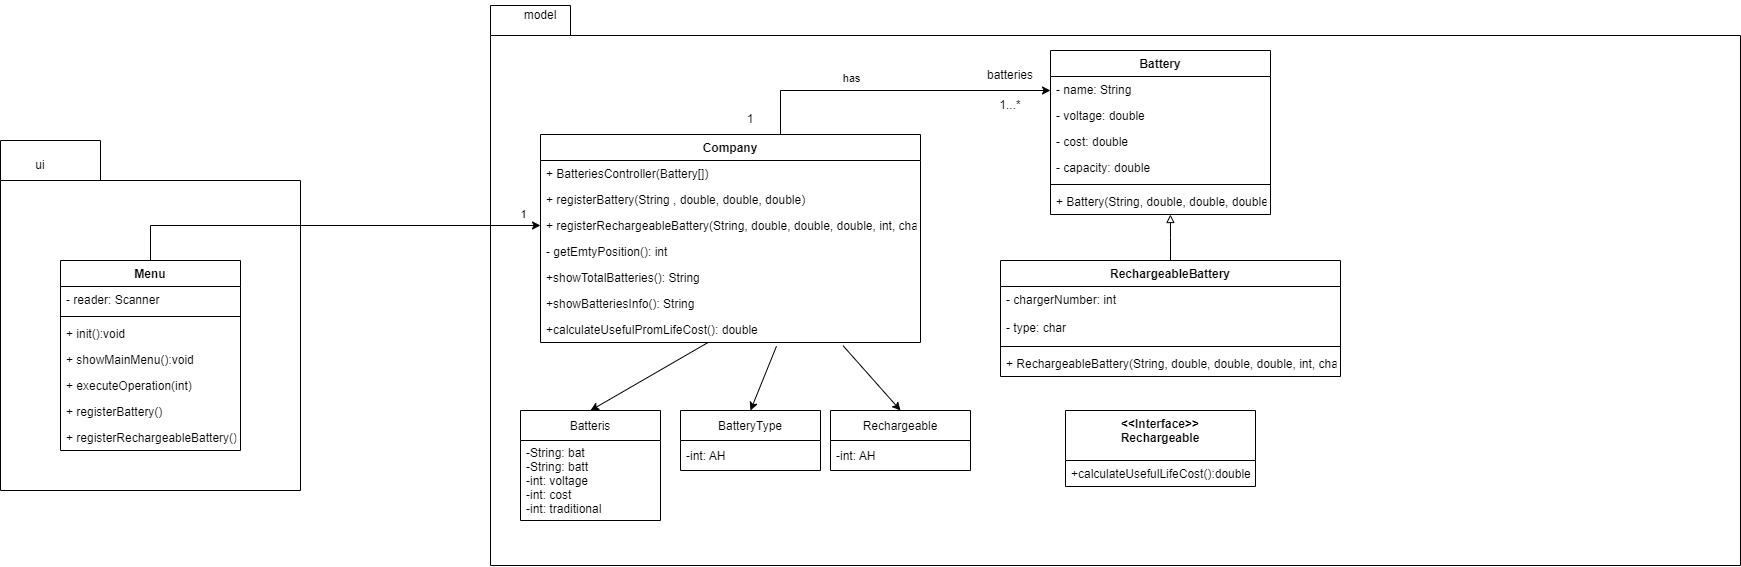 model
ui
Menu
- reader: Scanner
+ init():void
+ showMainMenu():void
+ executeOperation(int)
+ registerBattery()
+ registerRechargeableBattery()
1
has
batteries
1...*
1
Company
+ BatteriesController(Battery[])
+ registerBattery(String , double, double, double)
+ registerRechargeableBattery(String, double, double, double, int, cha
- getEmtyPosition(): int
+showTotalBatteries(): String
+showBatteriesInfo(): String
+calculateUsefulPromLifeCost(): double
Battery
- name: String
- voltage: double
- cost: double
- capacity: double
+ Battery(String, double, double, double
RechargeableBattery
- chargerNumber: int
- type: char
+ RechargeableBattery(String, double, double, double, int, cha
Batteris
-String: bat
-String: batt
-int: voltage
-int: cost
-int: traditional
BatteryType
-int: AH
Rechargeable
-int: AH
<<Interface>>
Rechargeable
+calculateUsefulLifeCost():double